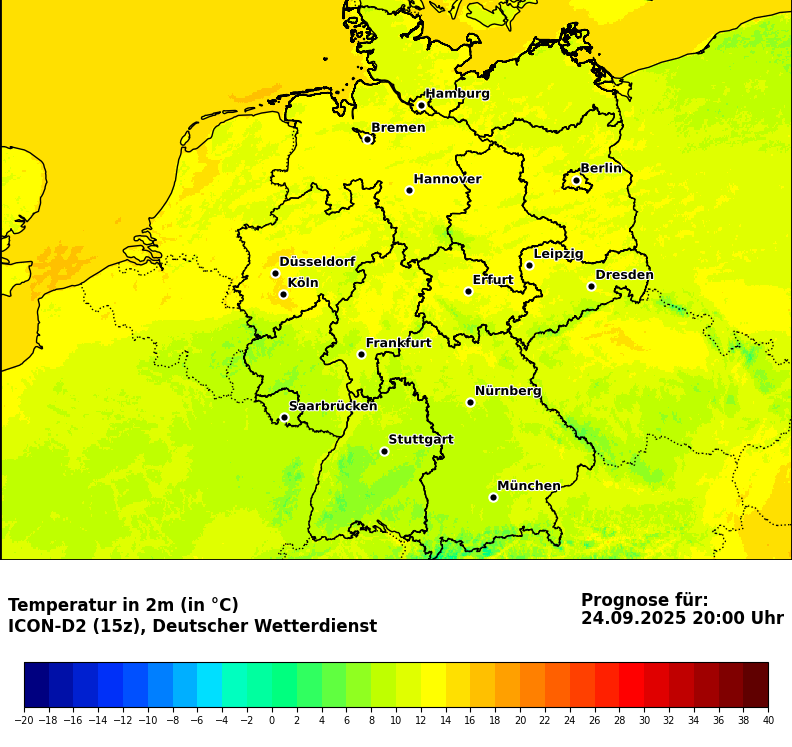 Hamburg
Bremen
Berlin
Hannover
Leipzig
Düsseldorf
Dresden
Köln
Erfurt
Frankfurt
Nürnberg
Saarbrücken
Stuttgart
München
Temperatur in 2m (in °C)
ICON-D2 (15z), Deutscher Wetterdienst
Prognose für:
24.09.2025 20:00 Uhr
−20 −18 −16 −14 −12 −10 −8 −6 −4 −2 0 2 4 6 8 10 12 14 16 18 20 22 24 26 28 30 32 34 36 38 40